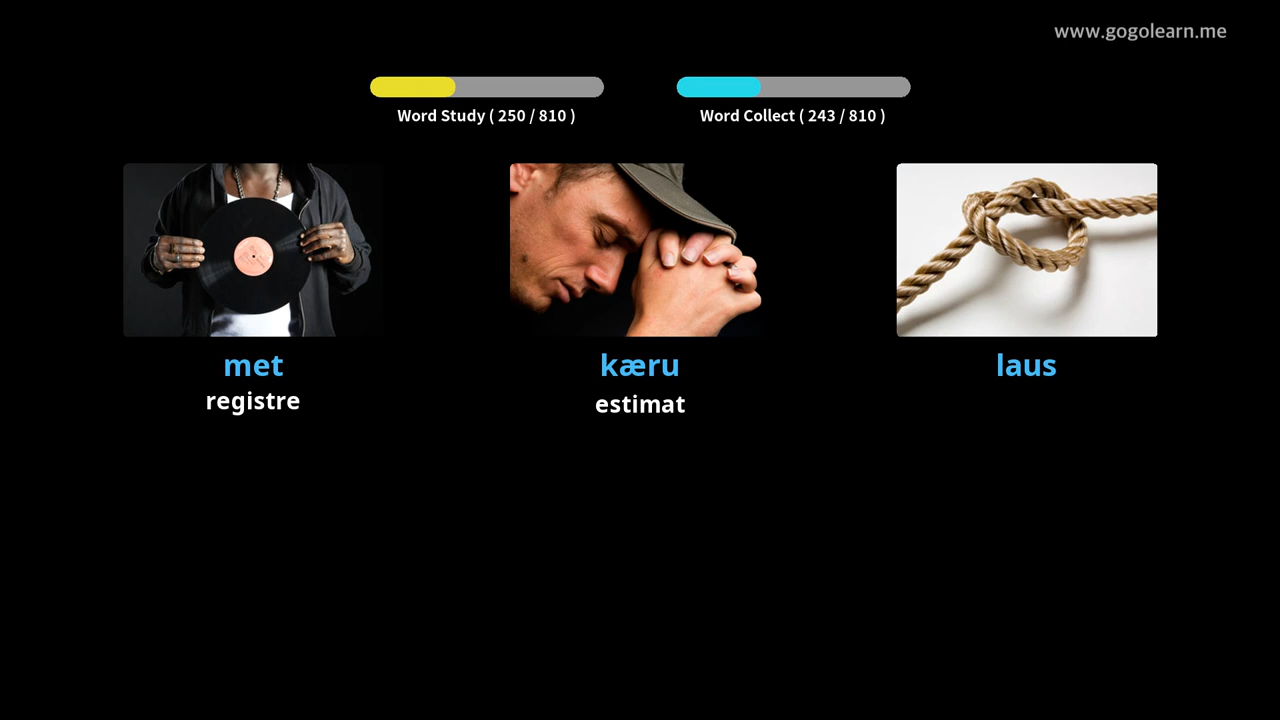 www.gogolearn.me
Word Study ( 250 / 810 )
Word Collect ( 243 / 810 )
met
registre
kæru
estimat
laus